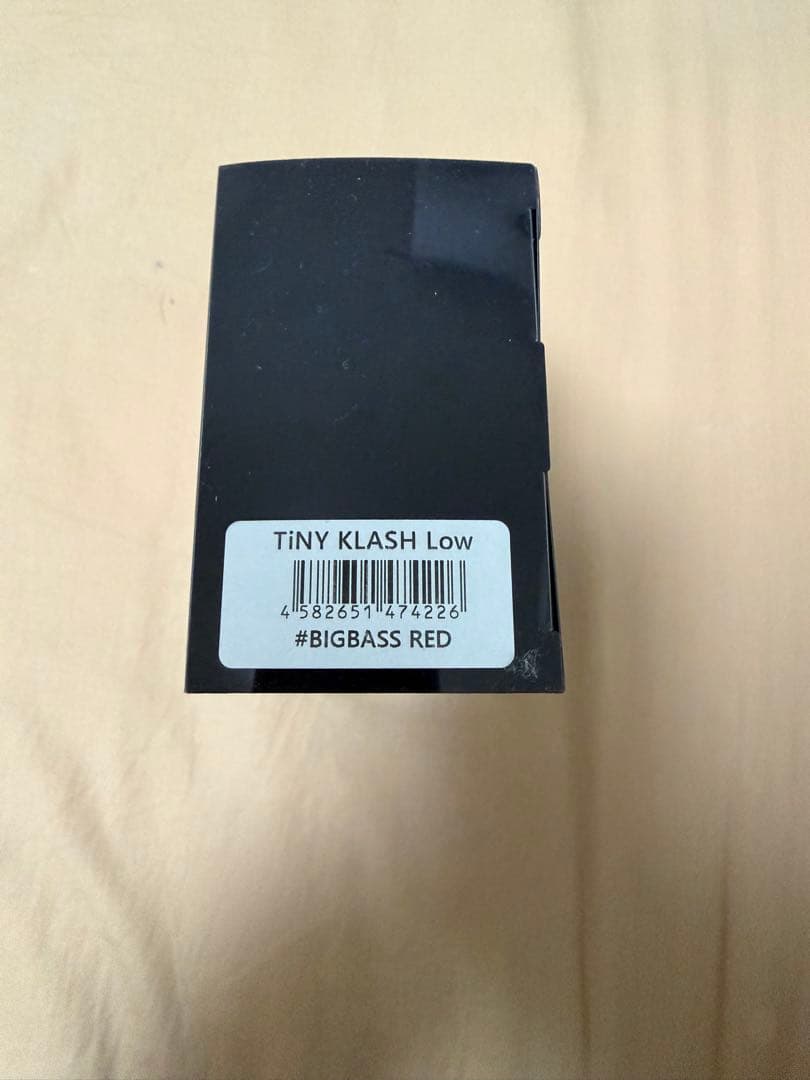 TiNY KLASH Low
4 582651 474226
#BIGBASS RED